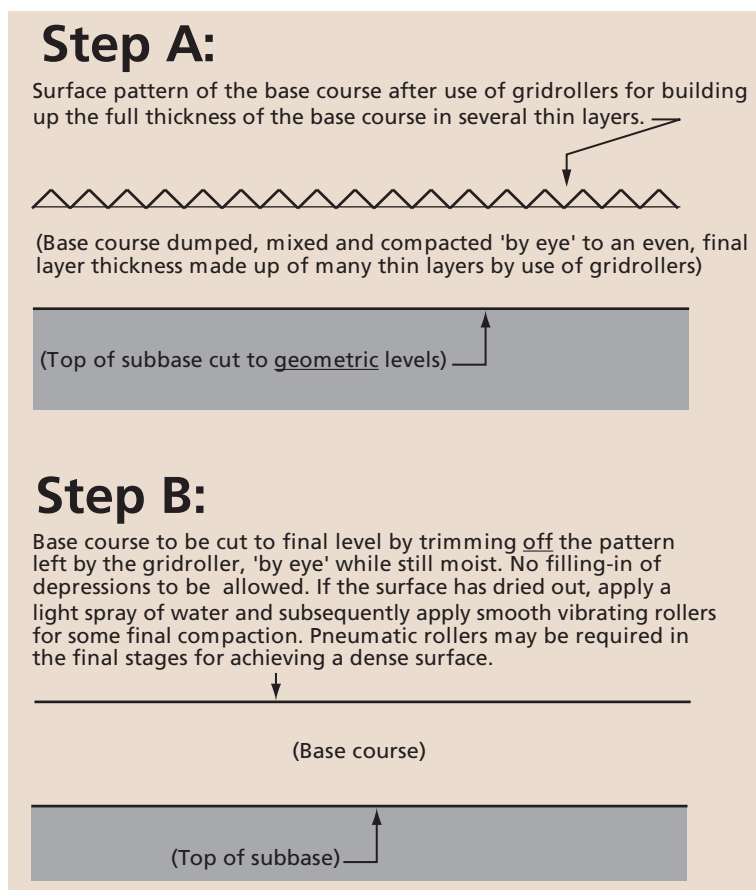 Step A:
Surface pattern of the base course after use of gridrollers for building
up the full thickness of the base course in several thin layers.
(Base course dumped, mixed and compacted 'by eye' to an even, final
layer thickness made up of many thin layers by use of gridrollers)
(Top of subbase cut to geometric levels)
Step B:
Base course to be cut to final level by trimming off the pattern
left by the gridroller, 'by eye' while still moist. No filling-in of
depressions to be allowed. If the surface has dried out, apply a
light spray of water and subsequently apply smooth vibrating rollers
for some final compaction. Pneumatic rollers may be required in
the final stages for achieving a dense surface.
(Base course)
(Top of subbase)